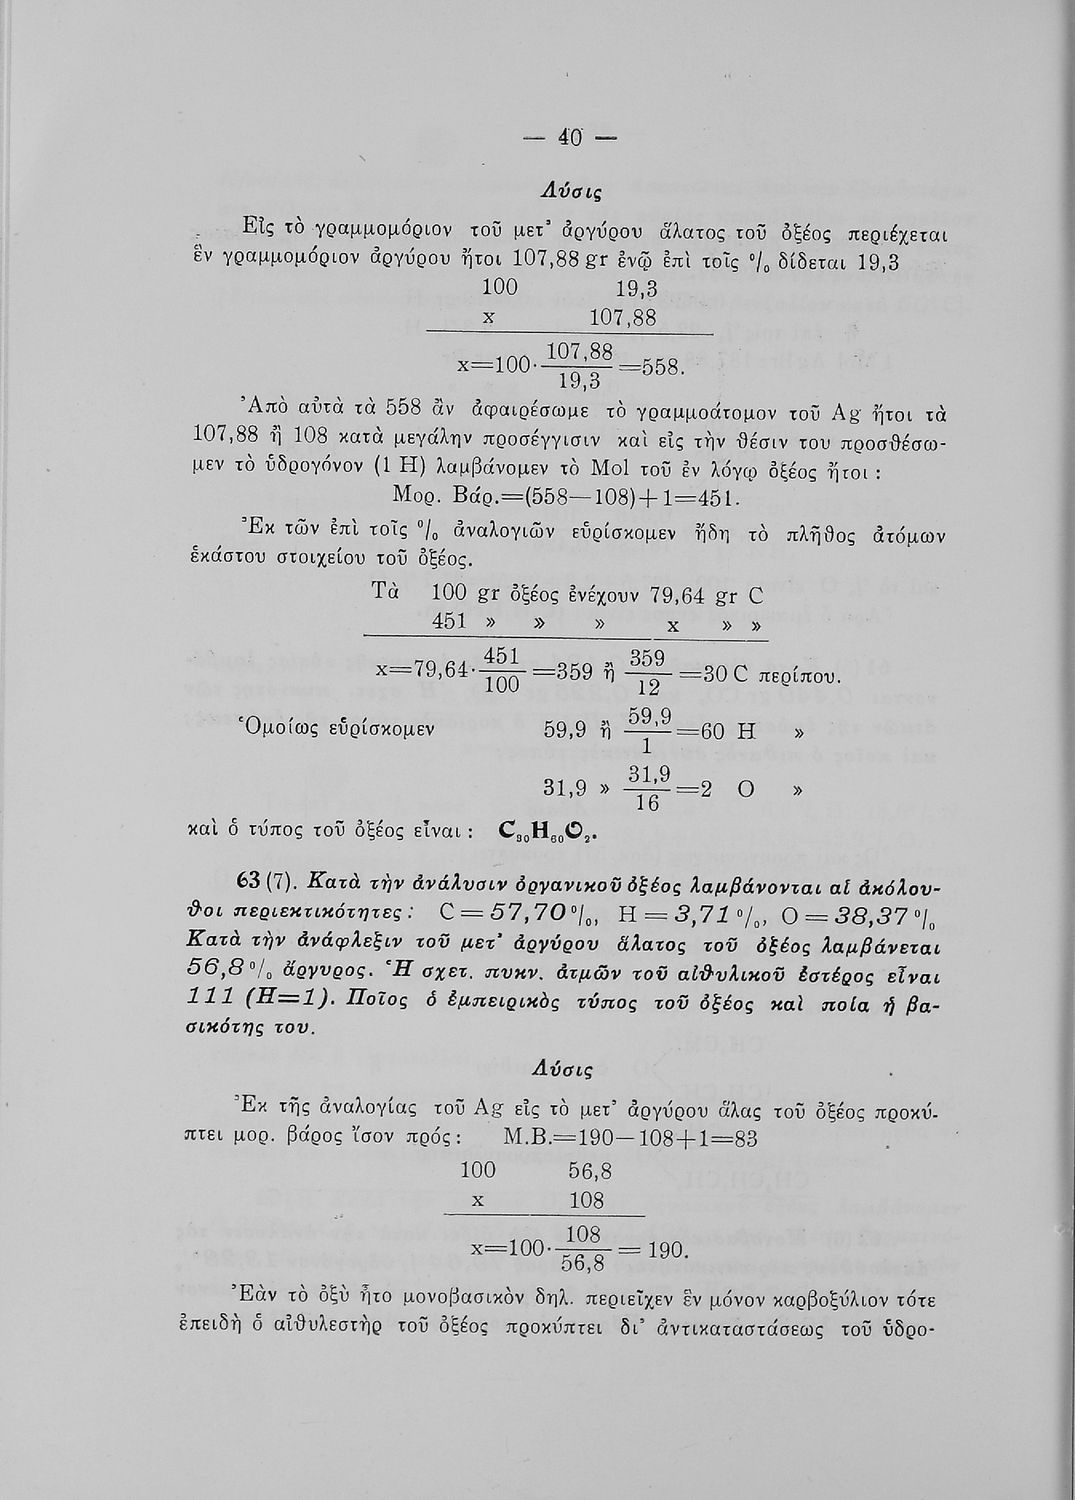 — 40 —
Λύσις
Εἰς τὸ γραμμομόριον τοῦ μετ᾽ ἀργύρου ἅλατος τοῦ ὀξέος περιέχεται
ἓν γραμμομόριον ἀργύρου ἤτοι 107,88 gr ἐνῷ ἐπὶ τοῖς °/₀ δίδεται 19,3
100 19,3
x 107,88
x=100· 107,88/19,3 =558.
Ἀπὸ αὐτὰ τὰ 558 ἂν ἀφαιρέσωμε τὸ γραμμοάτομον τοῦ Ag ἤτοι τὰ
107,88 ἢ 108 κατὰ μεγάλην προσέγγισιν καὶ εἰς τὴν θέσιν του προσθέσω-
μεν τὸ ὑδρογόνον (1 H) λαμβάνομεν τὸ Mol τοῦ ἐν λόγῳ ὀξέος ἤτοι :
Μορ. Βάρ.=(558—108)+1=451.
Ἐκ τῶν ἐπὶ τοῖς °/₀ ἀναλογιῶν εὑρίσκομεν ἤδη τὸ πλῆθος ἀτόμων
ἑκάστου στοιχείου τοῦ ὀξέος.
Τὰ 100 gr ὀξέος ἐνέχουν 79,64 gr C
451 » » » x » »
x=79,64· 451/100 =359 ἢ 359/12 =30 C περίπου.
Ὁμοίως εὑρίσκομεν 59,9 ἢ 59,9/1 =60 H »
31,9 » 31,9/16 =2 O »
καὶ ὁ τύπος τοῦ ὀξέος εἶναι : C₃₀H₆₀O₂.
63 (7). Κατὰ τὴν ἀνάλυσιν ὀργανικοῦ ὀξέος λαμβάνονται αἱ ἀκόλου-
θοι περιεκτικότητες : C = 57,70 °/₀, H = 3,71 °/₀, O = 38,37 °/₀
Κατὰ τὴν ἀνάφλεξιν τοῦ μετ᾽ ἀργύρου ἅλατος τοῦ ὀξέος λαμβάνεται
56,8 °/₀ ἄργυρος. Ἡ σχετ. πυκν. ἀτμῶν τοῦ αἰθυλικοῦ ἐστέρος εἶναι
111 (H=1). Ποῖος ὁ ἐμπειρικὸς τύπος τοῦ ὀξέος καὶ ποία ἡ βα-
σικότης του.
Λύσις
Ἐκ τῆς ἀναλογίας τοῦ Ag εἰς τὸ μετ᾽ ἀργύρου ἅλας τοῦ ὀξέος προκύ-
πτει μορ. βάρος ἴσον πρός : Μ.Β.=190—108+1=83
100 56,8
x 108
x=100· 108/56,8 = 190.
Ἐὰν τὸ ὀξὺ ἦτο μονοβασικὸν δηλ. περιεῖχεν ἓν μόνον καρβοξύλιον τότε
ἐπειδὴ ὁ αἰθυλεστὴρ τοῦ ὀξέος προκύπτει δι᾽ ἀντικαταστάσεως τοῦ ὑδρο-